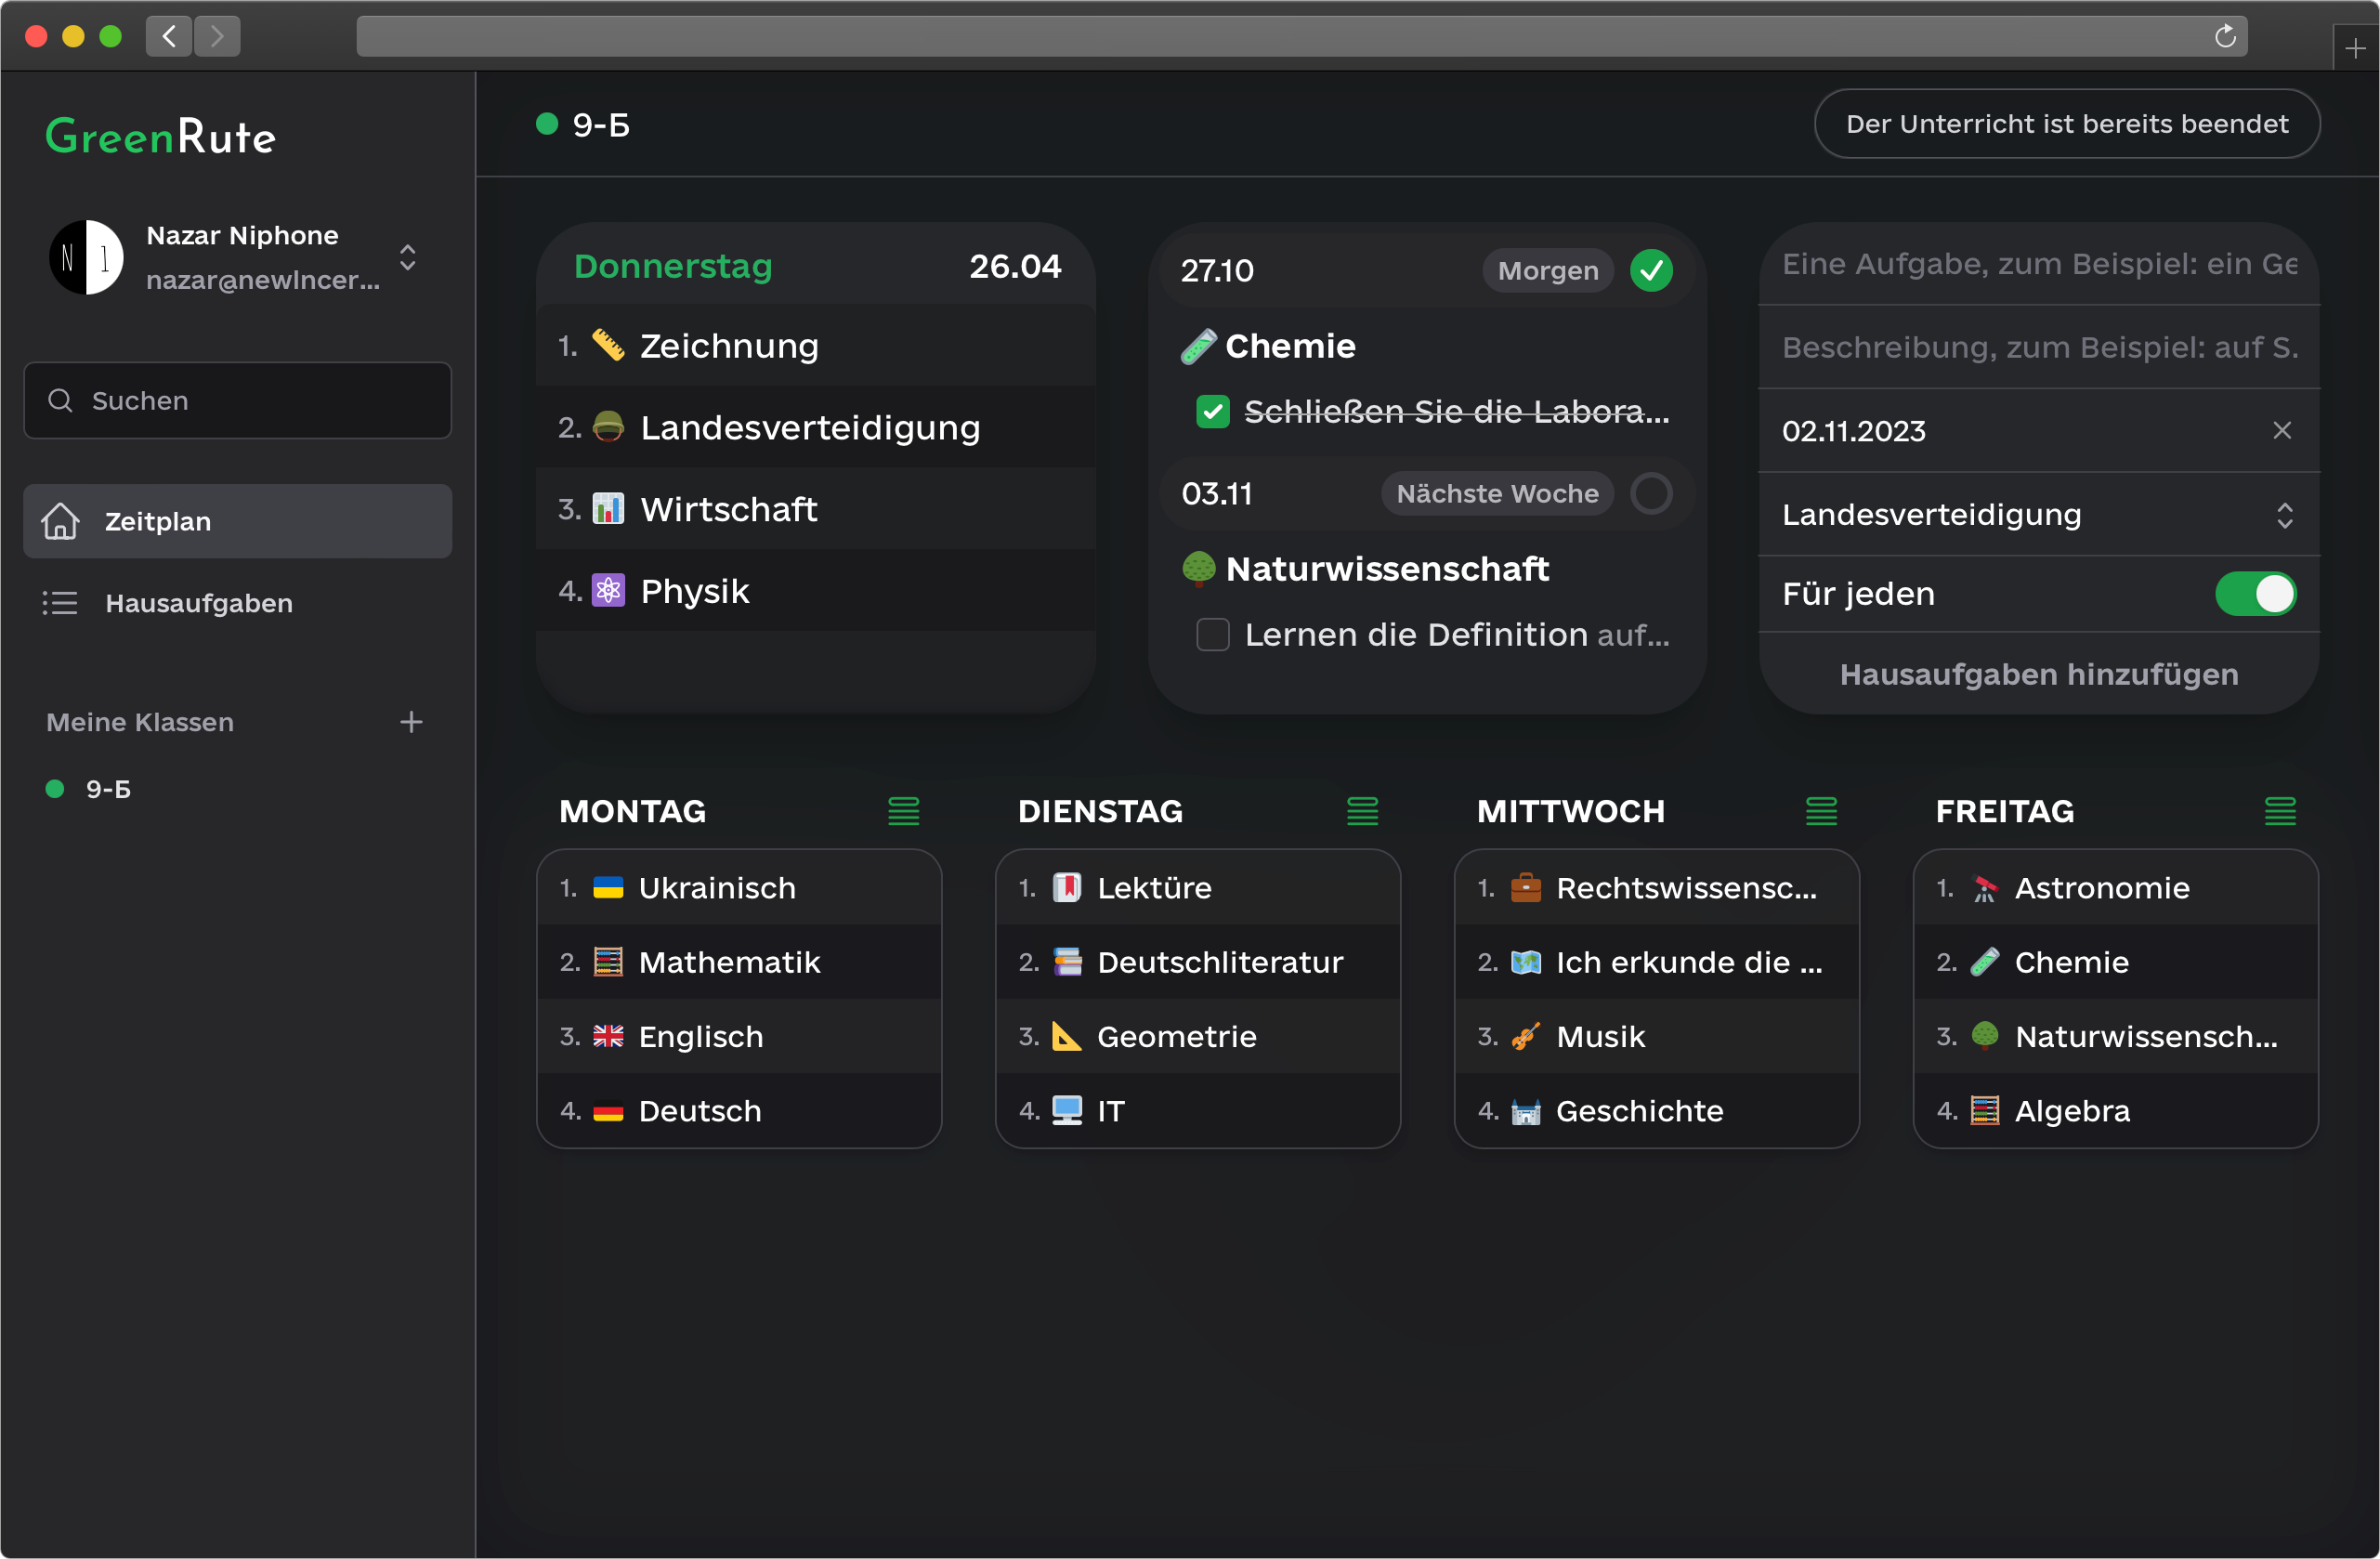 GreenRute
N 1
Nazar Niphone
nazar@newlncer...
Suchen
Zeitplan
Hausaufgaben
Meine Klassen
9-Б
9-Б
Der Unterricht ist bereits beendet
Donnerstag 26.04
1. Zeichnung
2. Landesverteidigung
3. Wirtschaft
4. Physik
27.10 Morgen
Chemie
Schließen Sie die Labora...
03.11 Nächste Woche
Naturwissenschaft
Lernen die Definition auf...
Eine Aufgabe, zum Beispiel: ein Ge
Beschreibung, zum Beispiel: auf S.
02.11.2023
Landesverteidigung
Für jeden
Hausaufgaben hinzufügen
MONTAG
1. Ukrainisch
2. Mathematik
3. Englisch
4. Deutsch
DIENSTAG
1. Lektüre
2. Deutschliteratur
3. Geometrie
4. IT
MITTWOCH
1. Rechtswissensc...
2. Ich erkunde die ...
3. Musik
4. Geschichte
FREITAG
1. Astronomie
2. Chemie
3. Naturwissensch...
4. Algebra